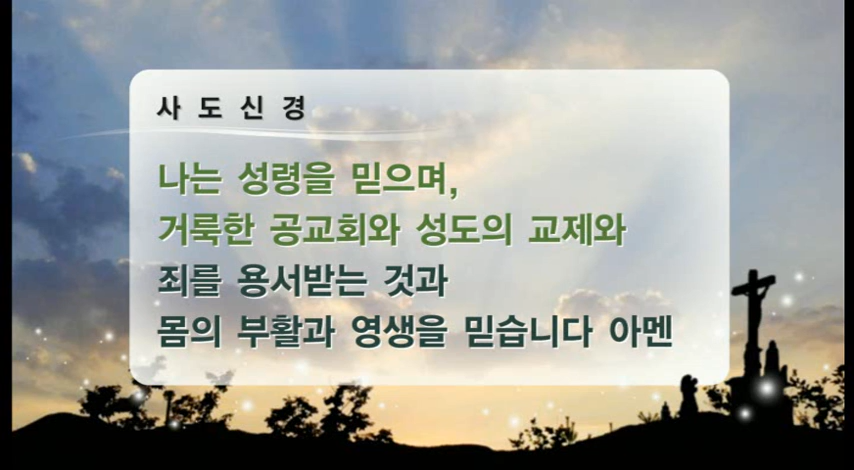 사 도 신 경
나는 성령을 믿으며,
거룩한 공교회와 성도의 교제와
죄를 용서받는 것과
몸의 부활과 영생을 믿습니다 아멘